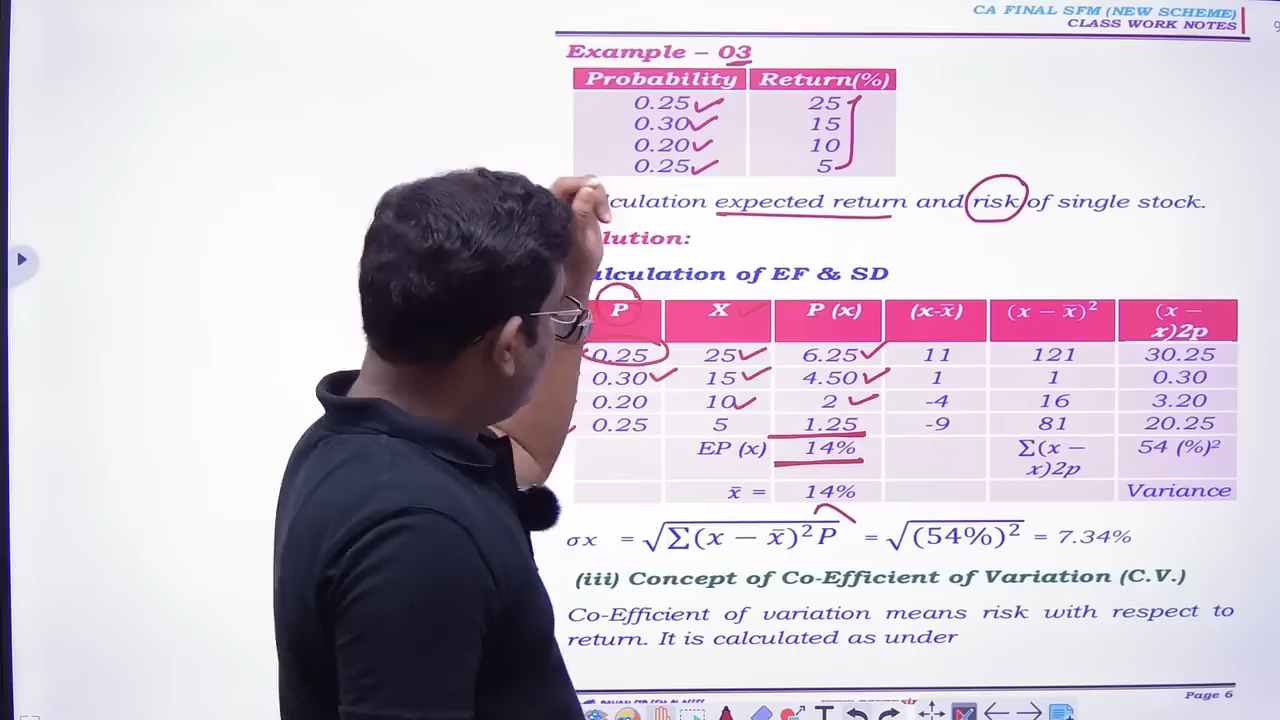 CA FINAL SFM (NEW SCHEME)
CLASS WORK NOTES
Example – 03
Probability Return(%)
0.25 25
0.30 15
0.20 10
0.25 5
culation expected return and risk of single stock.
lution:
alculation of EF & SD
P X P (x) (x-x̄) (x – x̄)² (x –
x)2p
0.25 25 6.25 11 121 30.25
0.30 15 4.50 1 1 0.30
0.20 10 2 -4 16 3.20
0.25 5 1.25 -9 81 20.25
EP (x) 14% Σ(x – 54 (%)²
x)2p
x̄ = 14% Variance
σx = √Σ(x – x̄)²P = √(54%)² = 7.34%
(iii) Concept of Co-Efficient of Variation (C.V.)
Co-Efficient of variation means risk with respect to
return. It is calculated as under
Page 6